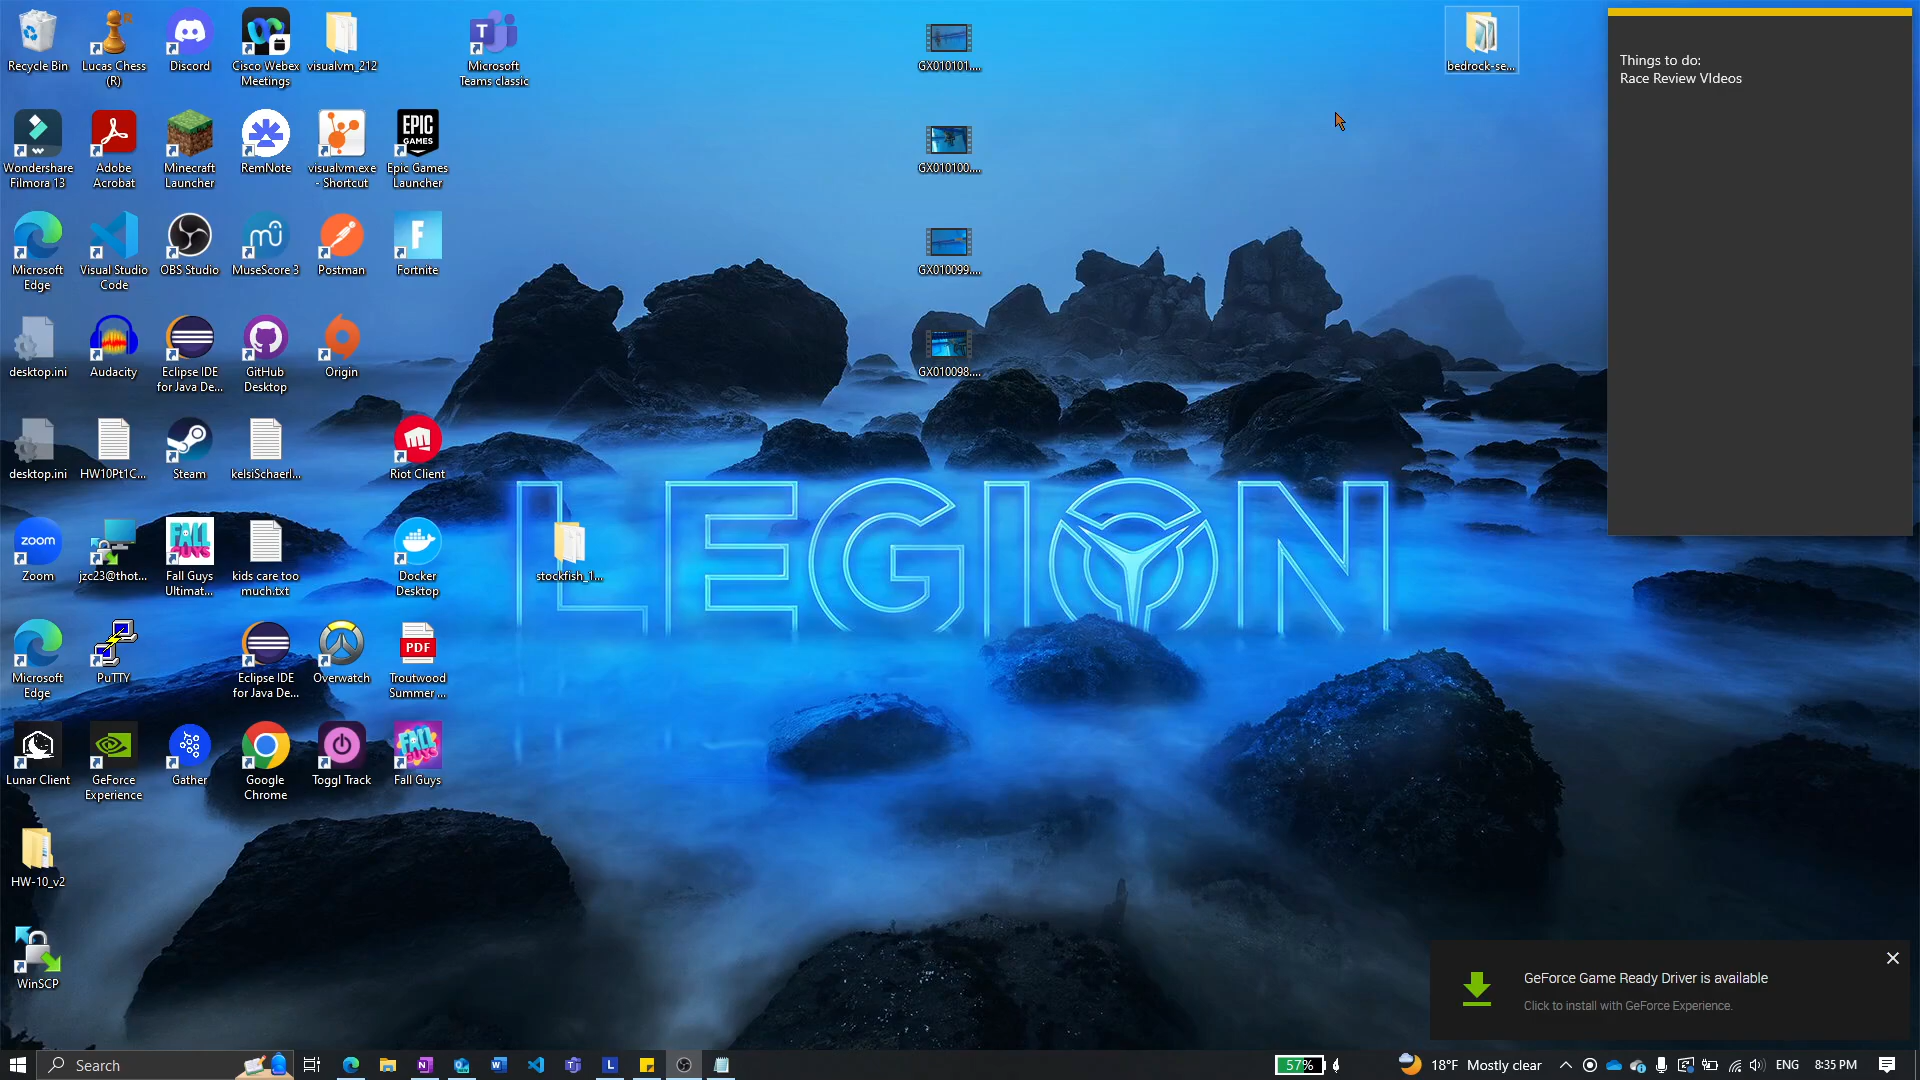 Recycle Bin
Lucas Chess
(R)
Discord
Cisco Webex
Meetings
visualvm_212
Microsoft
Teams classic
GX010101....
bedrock-se...
Things to do:
Race Review VIdeos
Wondershare
Filmora 13
Adobe
Acrobat
Minecraft
Launcher
RemNote
visualvm.exe
- Shortcut
EPIC
GAMES
Epic Games
Launcher
GX010100....
Microsoft
Edge
Visual Studio
Code
OBS Studio
MuseScore 3
Postman
F
Fortnite
GX010099....
desktop.ini
Audacity
Eclipse IDE
for Java De...
GitHub
Desktop
Origin
GX010098....
desktop.ini
HW10Pt1C...
Steam
kelsiSchaerl...
Riot Client
LEGION
zoom
Zoom
jzc23@thot...
FALL
GUYS
Fall Guys
Ultimat...
kids care too
much.txt
Docker
Desktop
stockfish_1...
Microsoft
Edge
PuTTY
Eclipse IDE
for Java De...
Overwatch
PDF
Troutwood
Summer ...
Lunar Client
GeForce
Experience
Gather
Google
Chrome
Toggl Track
FALL
GUYS
Fall Guys
HW-10_v2
WinSCP
GeForce Game Ready Driver is available
Click to install with GeForce Experience.
Search
57%
18°F Mostly clear
ENG
8:35 PM